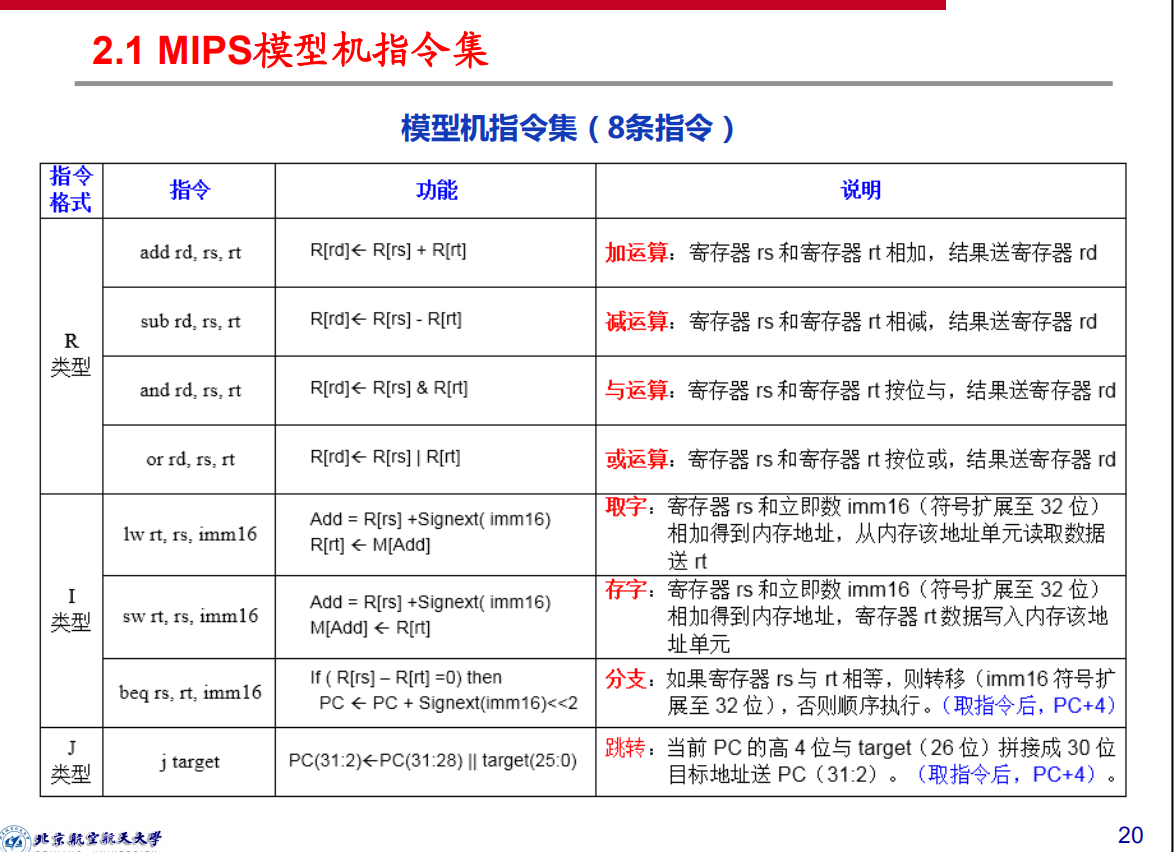 2.1 MIPS模型机指令集
模型机指令集（8条指令）
指令
格式
指令
功能
说明
R
类型
add rd, rs, rt
R[rd]← R[rs] + R[rt]
加运算：寄存器 rs 和寄存器 rt 相加，结果送寄存器 rd
sub rd, rs, rt
R[rd]← R[rs] - R[rt]
减运算：寄存器 rs 和寄存器 rt 相减，结果送寄存器 rd
and rd, rs, rt
R[rd]← R[rs] & R[rt]
与运算：寄存器 rs 和寄存器 rt 按位与，结果送寄存器 rd
or rd, rs, rt
R[rd]← R[rs] | R[rt]
或运算：寄存器 rs 和寄存器 rt 按位或，结果送寄存器 rd
I
类型
lw rt, rs, imm16
Add = R[rs] +Signext( imm16)
R[rt] ← M[Add]
取字：寄存器 rs 和立即数 imm16（符号扩展至 32 位）
相加得到内存地址，从内存该地址单元读取数据
送 rt
sw rt, rs, imm16
Add = R[rs] +Signext( imm16)
M[Add] ← R[rt]
存字：寄存器 rs 和立即数 imm16（符号扩展至 32 位）
相加得到内存地址，寄存器 rt 数据写入内存该地
址单元
beq rs, rt, imm16
If ( R[rs] – R[rt] =0) then
PC ← PC + Signext(imm16)<<2
分支：如果寄存器 rs 与 rt 相等，则转移（imm16 符号扩
展至 32 位），否则顺序执行。（取指令后，PC+4）
J
类型
j target
PC(31:2)←PC(31:28) || target(25:0)
跳转：当前 PC 的高 4 位与 target（26 位）拼接成 30 位
目标地址送 PC（31:2）。（取指令后，PC+4）。
北京航空航天大学
20